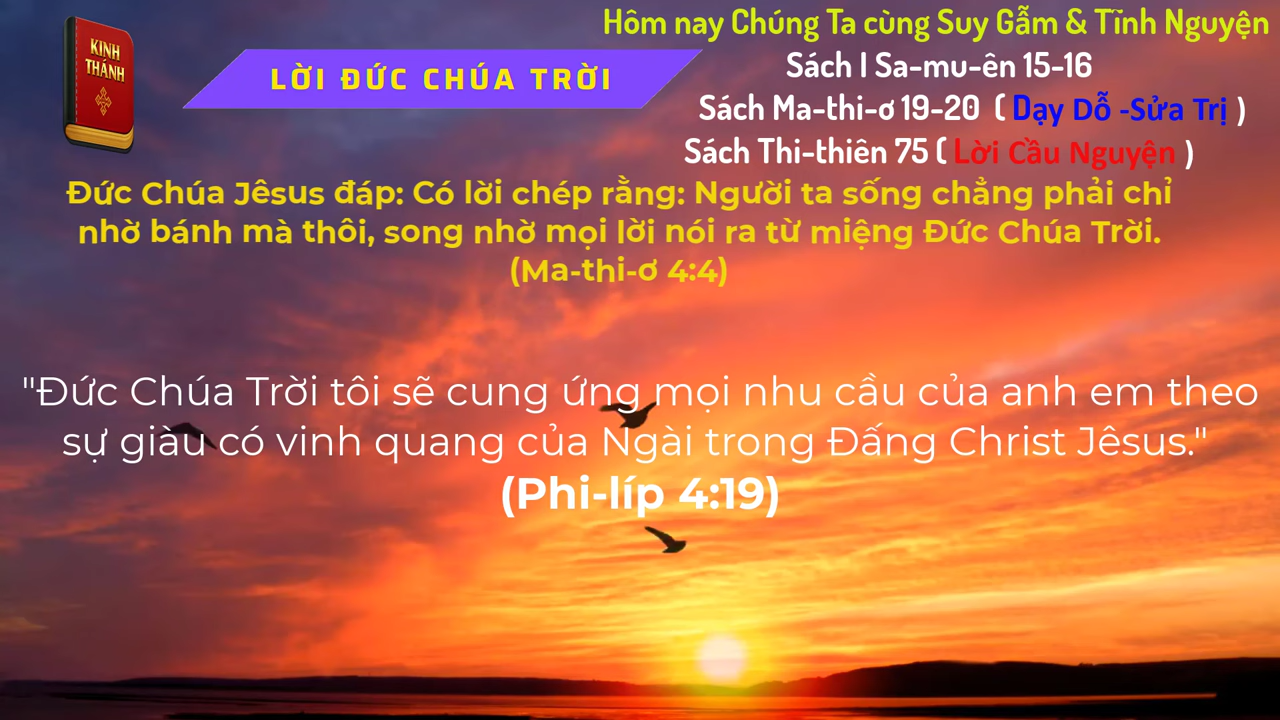 KINH
THÁNH
LỜI ĐỨC CHÚA TRỜI
Hôm nay Chúng Ta cùng Suy Gẫm & Tĩnh Nguyện
Sách I Sa-mu-ên 15-16
Sách Ma-thi-ơ 19-20 ( Dạy Dỗ -Sửa Trị )
Sách Thi-thiên 75 ( Lời Cầu Nguyện )
Đức Chúa Jêsus đáp: Có lời chép rằng: Người ta sống chẳng phải chỉ
nhờ bánh mà thôi, song nhờ mọi lời nói ra từ miệng Đức Chúa Trời.
(Ma-thi-ơ 4:4)
"Đức Chúa Trời tôi sẽ cung ứng mọi nhu cầu của anh em theo
sự giàu có vinh quang của Ngài trong Đấng Christ Jêsus."
(Phi-líp 4:19)